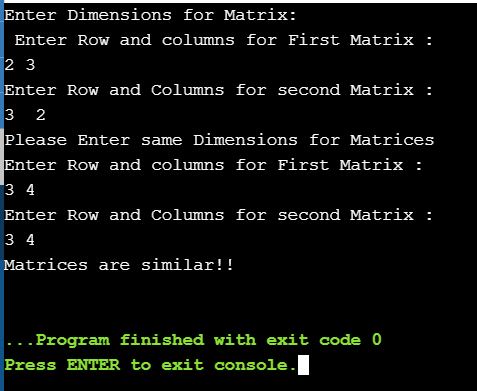 Enter Dimensions for Matrix:
 Enter Row and columns for First Matrix :
2 3
Enter Row and Columns for second Matrix :
3  2
Please Enter same Dimensions for Matrices
Enter Row and columns for First Matrix :
3 4
Enter Row and Columns for second Matrix :
3 4
Matrices are similar!!
...Program finished with exit code 0
Press ENTER to exit console.